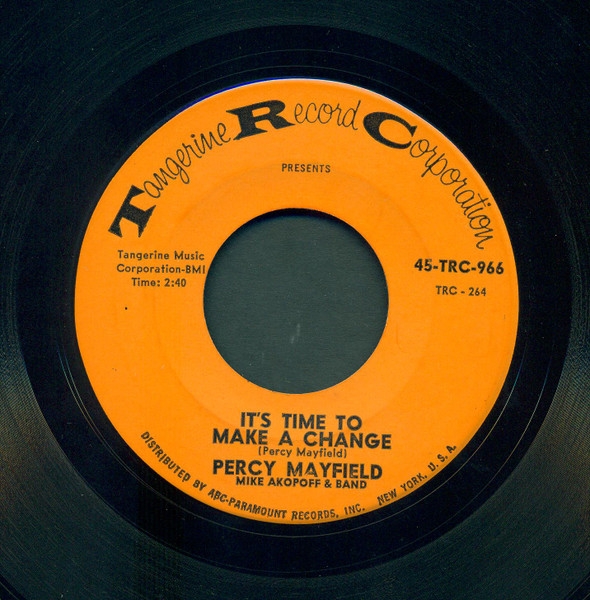 Tangerine Record Corporation
PRESENTS
Tangerine Music
Corporation-BMI
Time: 2:40
45-TRC-966
TRC - 264
IT'S TIME TO
MAKE A CHANGE
(Percy Mayfield)
PERCY MAYFIELD
MIKE AKOPOFF & BAND
DISTRIBUTED BY ABC-PARAMOUNT RECORDS, INC. NEW YORK, U. S. A.